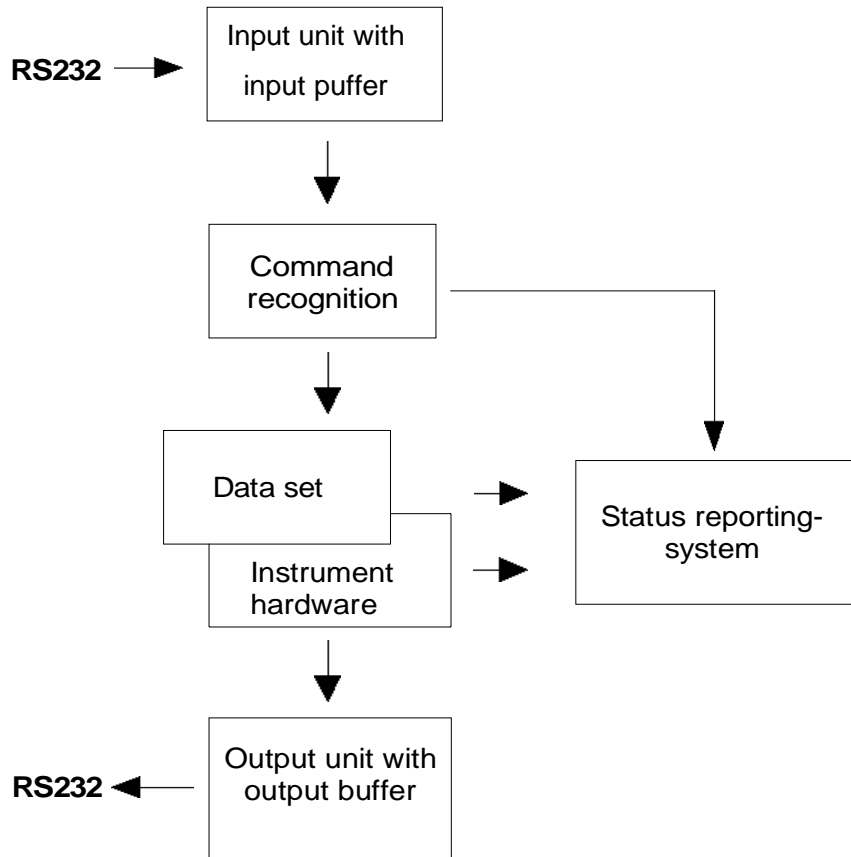 Input unit with
RS232
input puffer
Command
recognition
Data set
Status reporting-
system
Instrument
hardware
Output unit with
output buffer
RS232